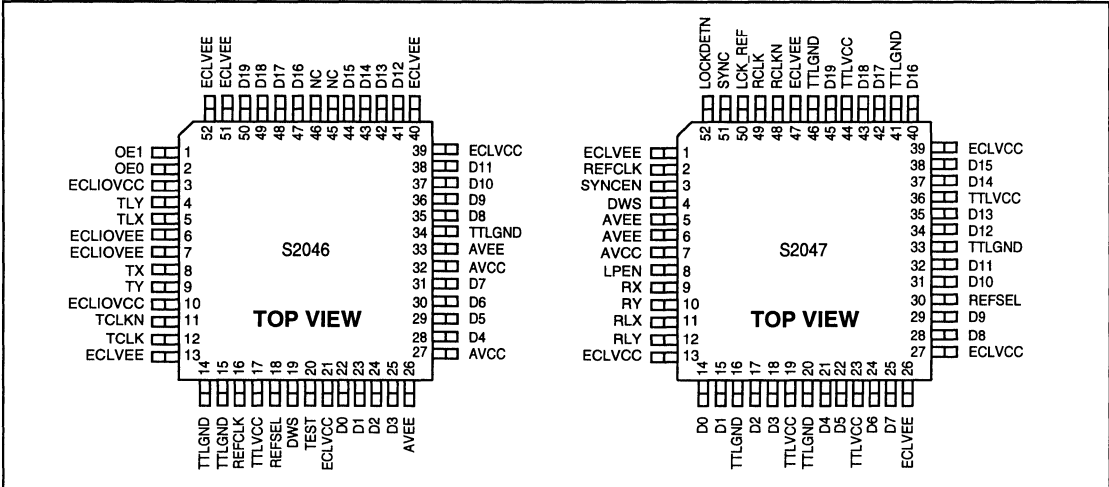 ECLVEE ECLVEE D19 D18 D17 D16 NC NC D15 D14 D13 D12 ECLVEE
52 51 50 49 48 47 46 45 44 43 42 41 40
OE1 1 39 ECLVCC
OE0 2 38 D11
ECLIOVCC 3 37 D10
TLY 4 36 D9
TLX 5 35 D8
ECLIOVEE 6 34 TTLGND
ECLIOVEE 7 33 AVEE
S2046
TX 8 32 AVCC
TY 9 31 D7
ECLIOVCC 10 30 D6
TCLKN 11 29 D5
TOP VIEW
TCLK 12 28 D4
ECLVEE 13 27 AVCC
14 15 16 17 18 19 20 21 22 23 24 25 26
TTLGND TTLGND REFCLK TTLVCC REFSEL DWS TEST ECLVCC D0 D1 D2 D3 AVEE
LOCKDETN SYNC LCK_REF RCLK RCLKN ECLVEE TTLGND D19 TTLVCC D18 D17 TTLGND D16
52 51 50 49 48 47 46 45 44 43 42 41 40
ECLVEE 1 39 ECLVCC
REFCLK 2 38 D15
SYNCEN 3 37 D14
DWS 4 36 TTLVCC
AVEE 5 35 D13
AVEE 6 34 D12
AVCC 7 33 TTLGND
S2047
LPEN 8 32 D11
RX 9 31 D10
RY 10 30 REFSEL
RLX 11 29 D9
TOP VIEW
RLY 12 28 D8
ECLVCC 13 27 ECLVCC
14 15 16 17 18 19 20 21 22 23 24 25 26
D0 D1 TTLGND D2 D3 TTLVCC TTLGND D4 D5 TTLVCC D6 D7 ECLVEE